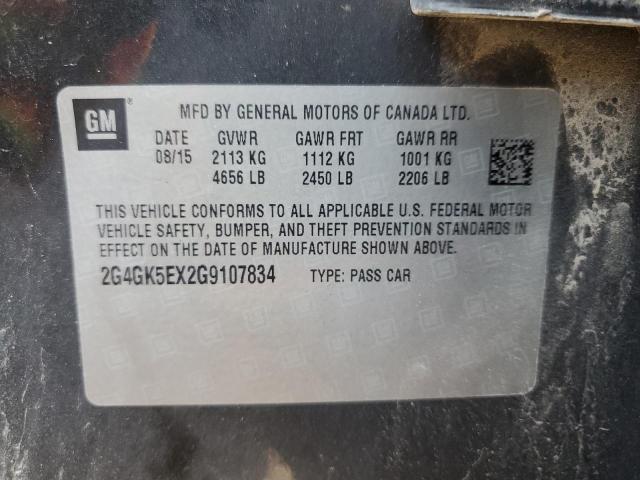 GM
MFD BY GENERAL MOTORS OF CANADA LTD.
DATE GVWR GAWR FRT GAWR RR
08/15 2113 KG 1112 KG 1001 KG
4656 LB 2450 LB 2206 LB
THIS VEHICLE CONFORMS TO ALL APPLICABLE U.S. FEDERAL MOTOR
VEHICLE SAFETY, BUMPER, AND THEFT PREVENTION STANDARDS IN
EFFECT ON THE DATE OF MANUFACTURE SHOWN ABOVE.
2G4GK5EX2G9107834 TYPE: PASS CAR